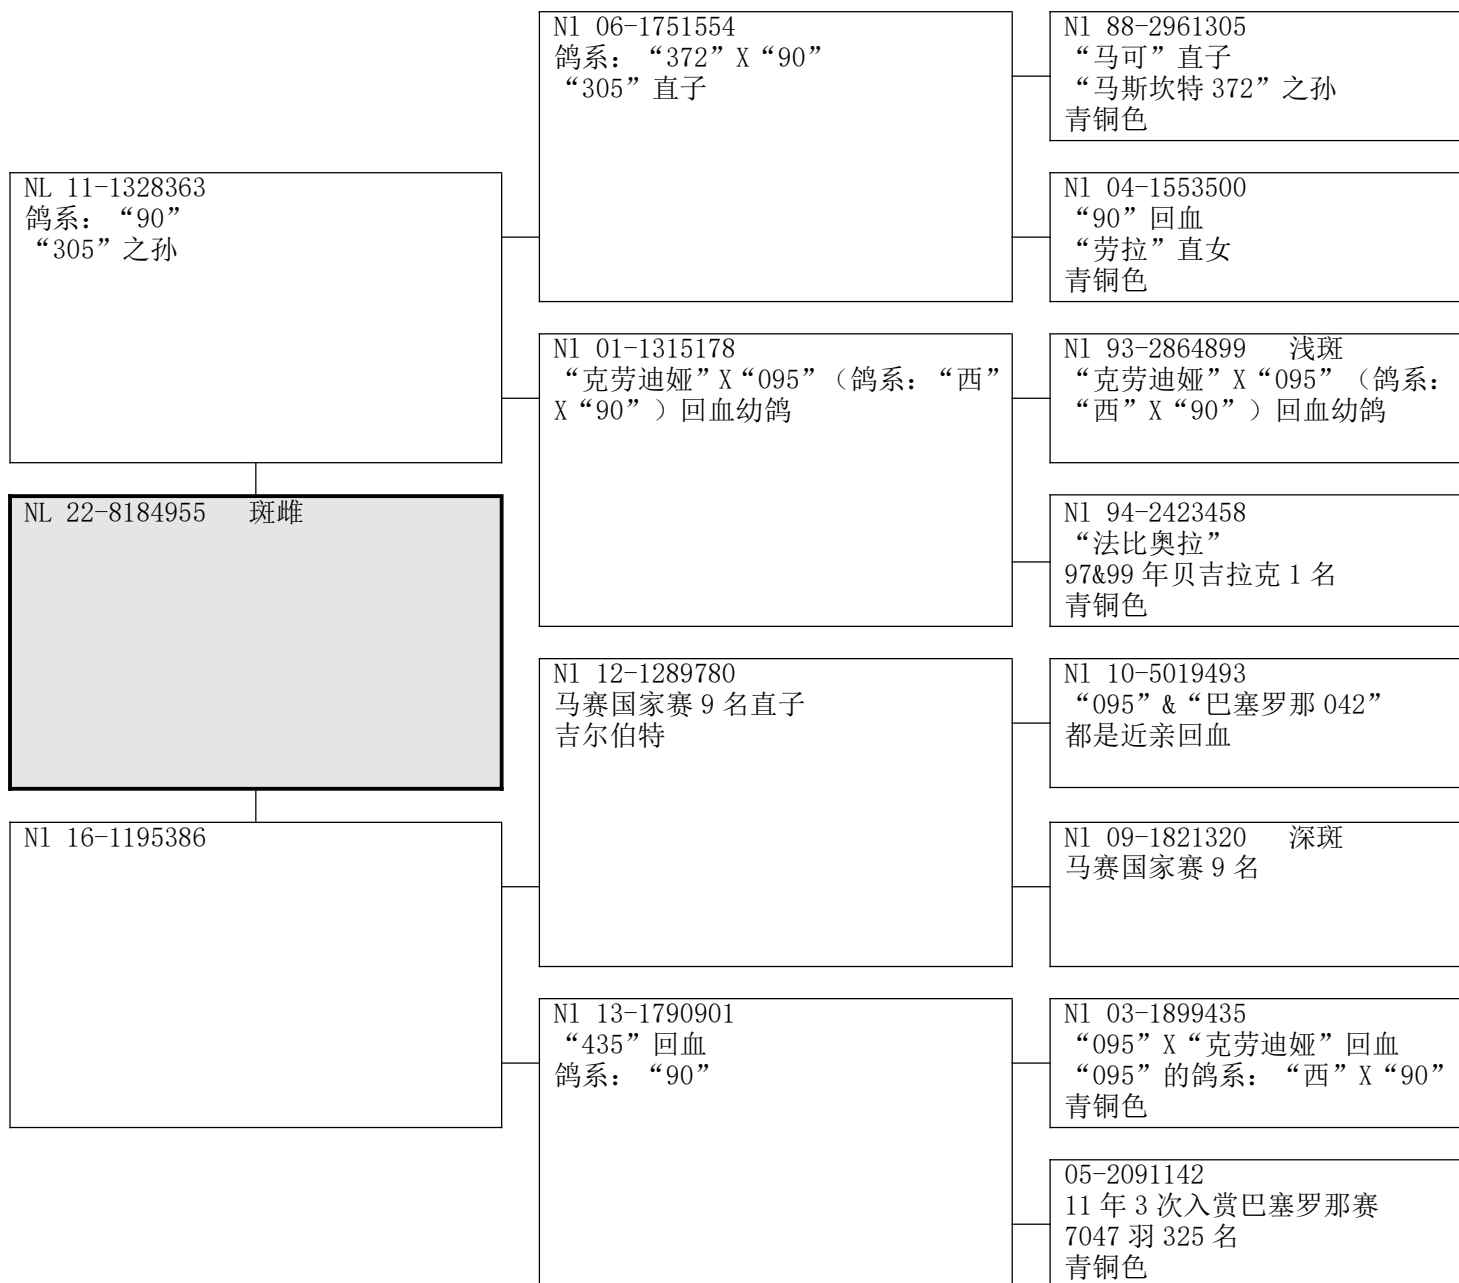 NL 11-1328363
鸽系：“90”
“305”之孙
NL 22-8184955 斑雌
Nl 16-1195386
Nl 06-1751554
鸽系：“372”X“90”
“305”直子
Nl 01-1315178
“克劳迪娅”X“095”（鸽系：“西”
X“90”）回血幼鸽
Nl 12-1289780
马赛国家赛 9 名直子
吉尔伯特
Nl 13-1790901
“435”回血
鸽系：“90”
Nl 88-2961305
“马可”直子
“马斯坎特 372”之孙
青铜色
Nl 04-1553500
“90”回血
“劳拉”直女
青铜色
Nl 93-2864899 浅斑
“克劳迪娅”X“095”（鸽系：
“西”X“90”）回血幼鸽
Nl 94-2423458
“法比奥拉”
97&99 年贝吉拉克 1 名
青铜色
Nl 10-5019493
“095”&“巴塞罗那 042”
都是近亲回血
Nl 09-1821320 深斑
马赛国家赛 9 名
Nl 03-1899435
“095”X“克劳迪娅”回血
“095”的鸽系：“西”X“90”
青铜色
05-2091142
11 年 3 次入赏巴塞罗那赛
7047 羽 325 名
青铜色